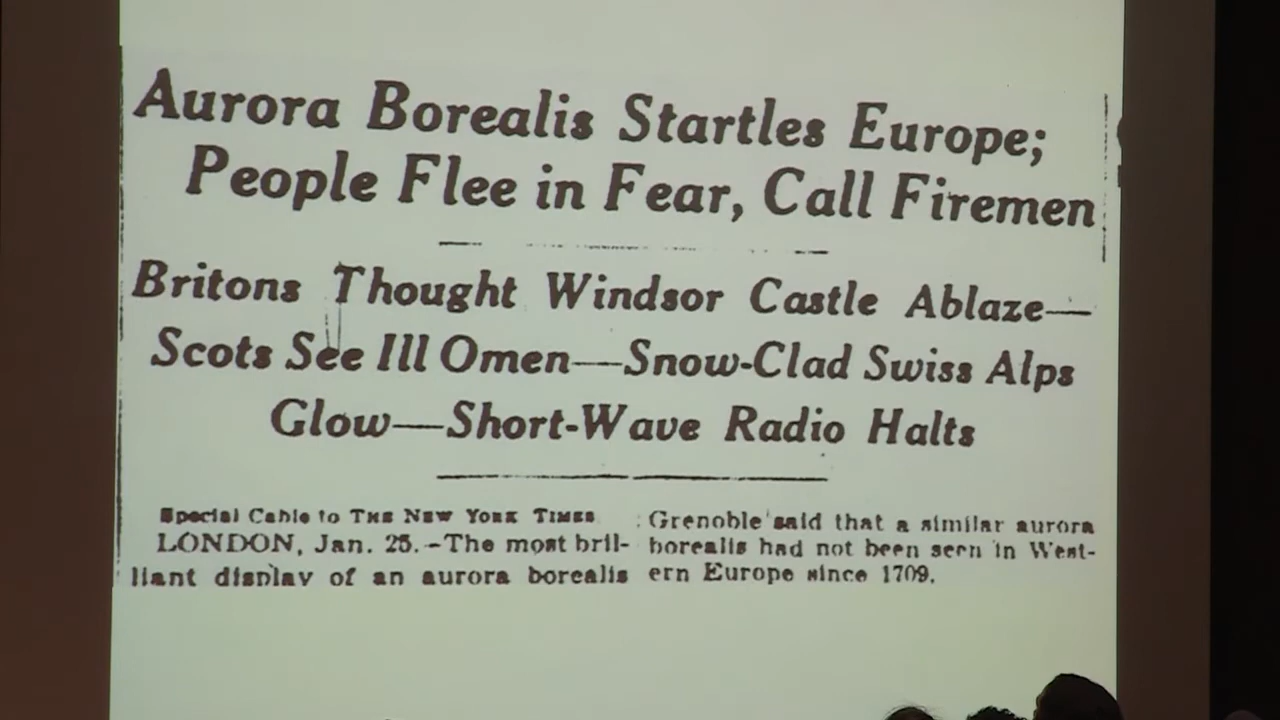 Aurora Borealis Startles Europe;
People Flee in Fear, Call Firemen
Britons Thought Windsor Castle Ablaze—
Scots See Ill Omen—Snow-Clad Swiss Alps
Glow—Short-Wave Radio Halts
Special Cable to THE NEW YORK TIMES
LONDON, Jan. 25.-The most bril-
liant display of an aurora borealis
Grenoble said that a similar aurora
borealis had not been seen in West-
ern Europe since 1709.